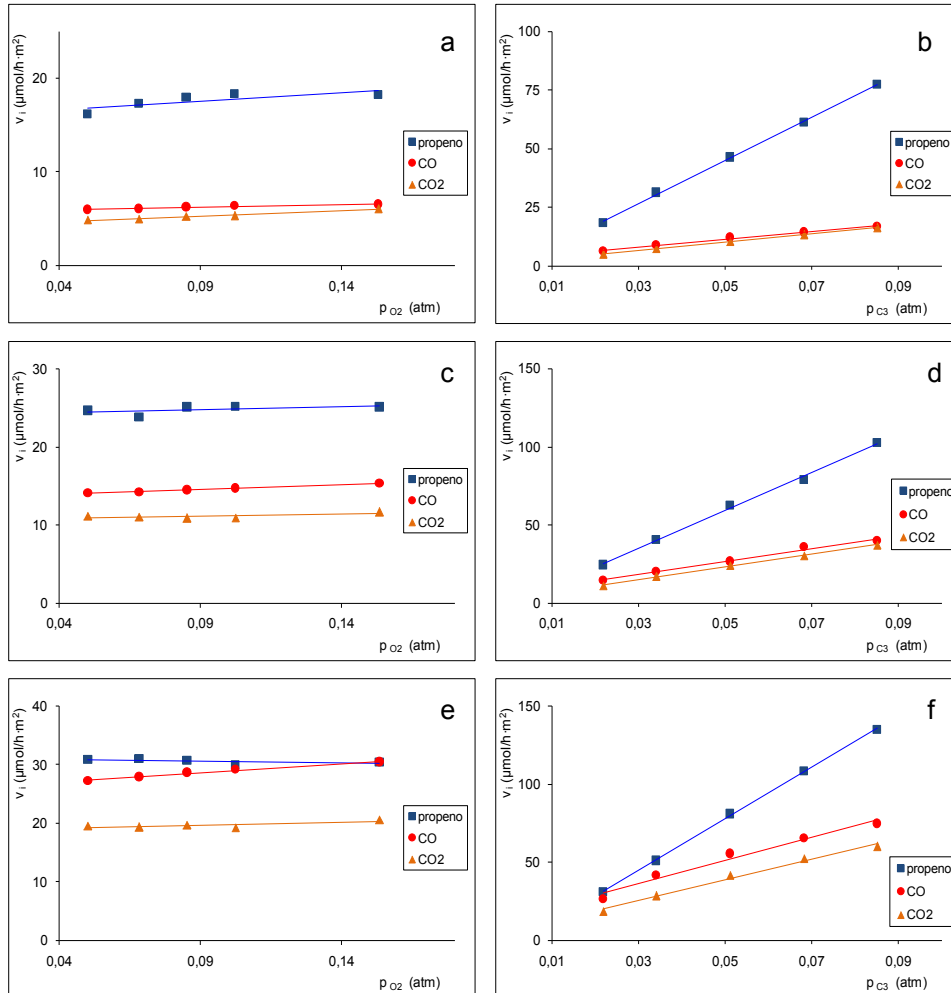 a
v i (µmol/h·m²)
20
10
0
0,04 0,09 0,14
p O2 (atm)
propeno
CO
CO2
b
v i (µmol/h·m²)
100
75
50
25
0
0,01 0,03 0,05 0,07 0,09
p C3 (atm)
propeno
CO
CO2
c
v i (µmol/h·m²)
30
20
10
0
0,04 0,09 0,14
p O2 (atm)
propeno
CO
CO2
d
v i (µmol/h·m²)
150
100
50
0
0,01 0,03 0,05 0,07 0,09
p C3 (atm)
propeno
CO
CO2
e
v i (µmol/h·m²)
40
30
20
10
0
0,04 0,09 0,14
p O2 (atm)
propeno
CO
CO2
f
v i (µmol/h·m²)
150
100
50
0
0,01 0,03 0,05 0,07 0,09
p C3 (atm)
propeno
CO
CO2